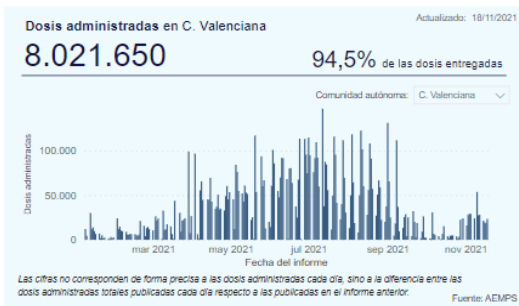 Actualizado: 18/11/2021
Dosis administradas en C. Valenciana
8.021.650
94,5% de las dosis entregadas
Comunidad autónoma: C. Valenciana
Dosis administradas
100.000
50.000
0
mar 2021 may 2021 jul 2021 sep 2021 nov 2021
Fecha del informe
Las cifras no corresponden de forma precisa a las dosis administradas cada día, sino a la diferencia entre las
dosis administradas totales publicadas cada día respecto a las publicadas en el informe anterior.
Fuente: AEMPS